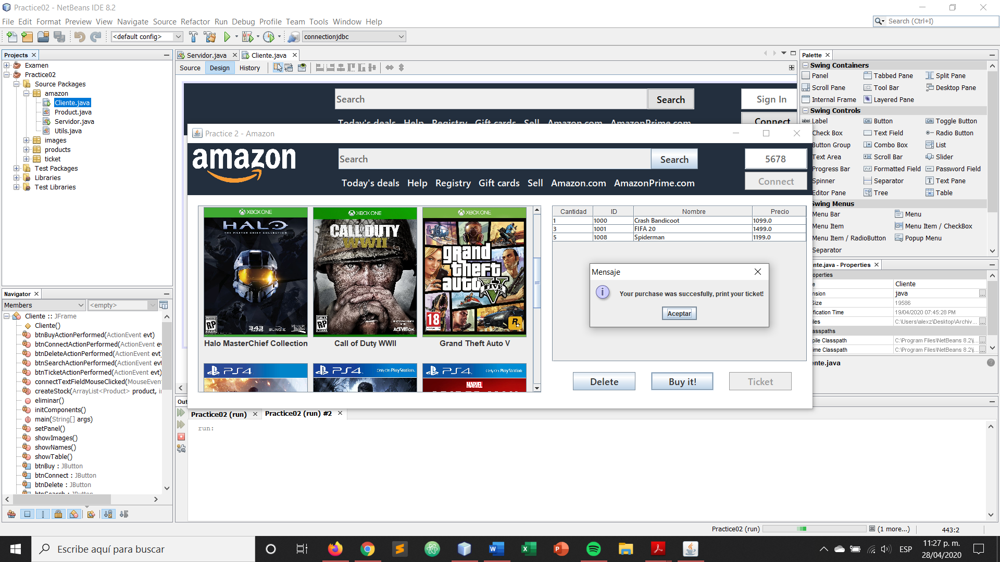 Practice02 - NetBeans IDE 8.2
File Edit Format Preview View Navigate Source Refactor Run Debug Profile Team Tools Window Help
Search (Ctrl+I)
<default config>
connectionjdbc
Projects
Examen
Practice02
Source Packages
amazon
Cliente.java
Product.java
Servidor.java
Utils.java
images
products
ticket
Test Packages
Libraries
Test Libraries
Servidor.java
Cliente.java
Source Design History
Search
Search
Sign In
Today's deals Help Registry Gift cards Sell Amazon.com AmazonPrime.com
Connect
Practice 2 - Amazon
amazon
Search
Search
5678
Today's deals Help Registry Gift cards Sell Amazon.com AmazonPrime.com
Connect
XBOX ONE
HALO
THE MASTER CHIEF COLLECTION
RP
343
BUNGIE
Microsoft Studios
XBOX ONE
CALL OF DUTY
WWII
RP
ACTIVISION
XBOX ONE
grand
theft
auto
FIVE
18
R
Halo MasterChief Collection
Call of Duty WWII
Grand Theft Auto V
PS4
PS4
Only On PlayStation
PS4
Only On PlayStation
MARVEL
Cantidad ID Nombre Precio
1 1000 Crash Bandicoot 1099.0
3 1001 FIFA 20 1499.0
5 1008 Spiderman 1199.0
Mensaje
Your purchase was succesfully, print your ticket!
Aceptar
Delete
Buy it!
Ticket
Palette
Swing Containers
Panel Tabbed Pane Split Pane
Scroll Pane Tool Bar Desktop Pane
Internal Frame Layered Pane
Swing Controls
Label Button Toggle Button
Check Box Text Field Radio Button
Button Group Combo Box List
Text Area Scroll Bar Slider
Progress Bar Formatted Field Password Field
Spinner Separator Text Pane
Editor Pane Tree Table
Swing Menus
Menu Bar Menu
Menu Item Menu Item / CheckBox
Menu Item / RadioButton Popup Menu
Separator
nte.java - Properties
operties
e Cliente
nsion java
Size 19586
ification Time 19/04/2020 07:45:28 PM
iles C:\Users\alexz\Desktop\Archiv...
asspaths
pile Classpath C:\Program Files\NetBeans 8.2\j...
ime Classpath C:\Program Files\NetBeans 8.2\j...
ente.java
Navigator
Members
<empty>
Cliente :: JFrame
Cliente()
btnBuyActionPerformed(ActionEvent evt)
btnConnectActionPerformed(ActionEvent ev
btnDeleteActionPerformed(ActionEvent evt
btnSearchActionPerformed(ActionEvent evt
btnTicketActionPerformed(ActionEvent evt)
connectTextFieldMouseClicked(MouseEvent
createStock(ArrayList<Product> product, in
eliminar()
initComponents()
main(String[] args)
setPanel()
showImages()
showNames()
showTable()
btnBuy : JButton
btnConnect : JButton
btnDelete : JButton
btnSearch : JButton
Out
Practice02 (run)
Practice02 (run) #2
run:
Practice02 (run)
(1 more...)
443:2
Escribe aquí para buscar
ESP
11:27 p. m.
28/04/2020